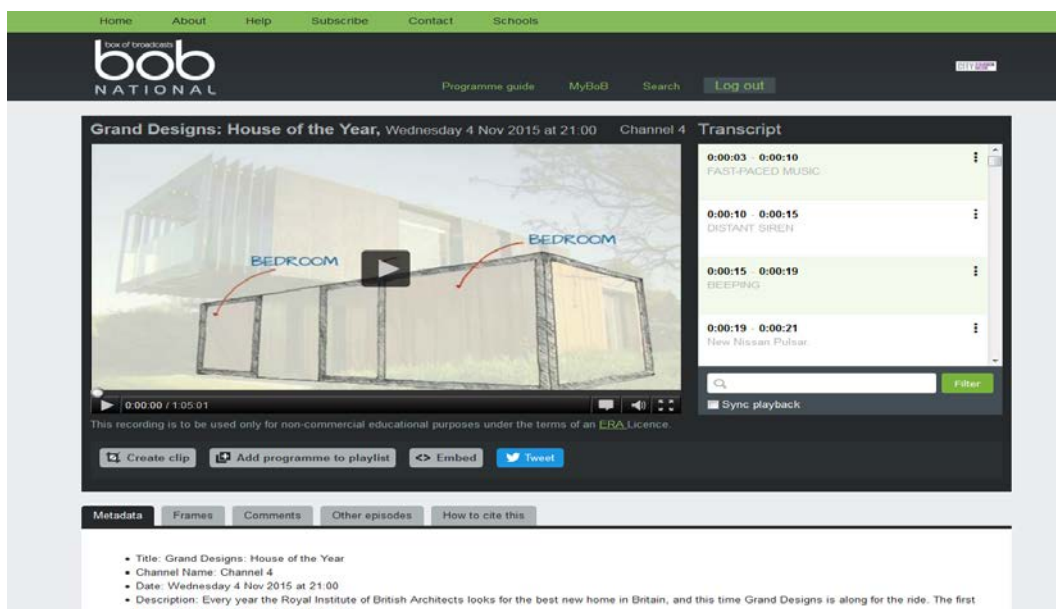 Home About Help Subscribe Contact Schools
box of broadcasts
bob
NATIONAL
Programme guide MyBoB Search Log out
Grand Designs: House of the Year, Wednesday 4 Nov 2015 at 21:00 Channel 4
BEDROOM
BEDROOM
0:00:00 / 1:05:01
This recording is to be used only for non-commercial educational purposes under the terms of an ERA Licence.
Create clip Add programme to playlist <> Embed Tweet
Transcript
0:00:03 - 0:00:10
FAST-PACED MUSIC
0:00:10 - 0:00:15
DISTANT SIREN
0:00:15 - 0:00:19
BEEPING
0:00:19 - 0:00:21
New Nissan Pulsar.
Filter
Sync playback
Metadata Frames Comments Other episodes How to cite this
• Title: Grand Designs: House of the Year
• Channel Name: Channel 4
• Date: Wednesday 4 Nov 2015 at 21:00
• Description: Every year the Royal Institute of British Architects looks for the best new home in Britain, and this time Grand Designs is along for the ride. The first